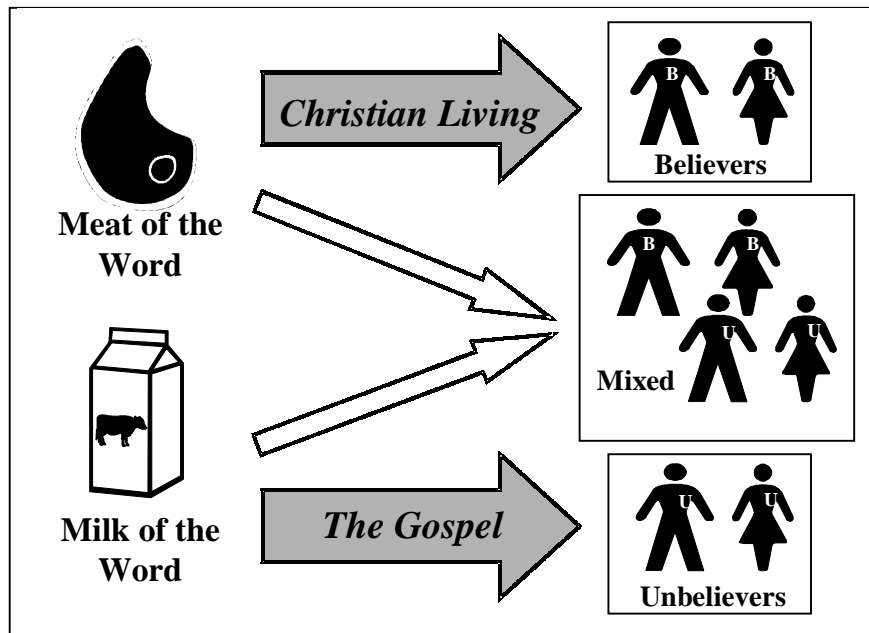 Christian Living
B B
Believers
Meat of the
Word
B B
U U
Mixed
The Gospel
Milk of the
Word
U U
Unbelievers